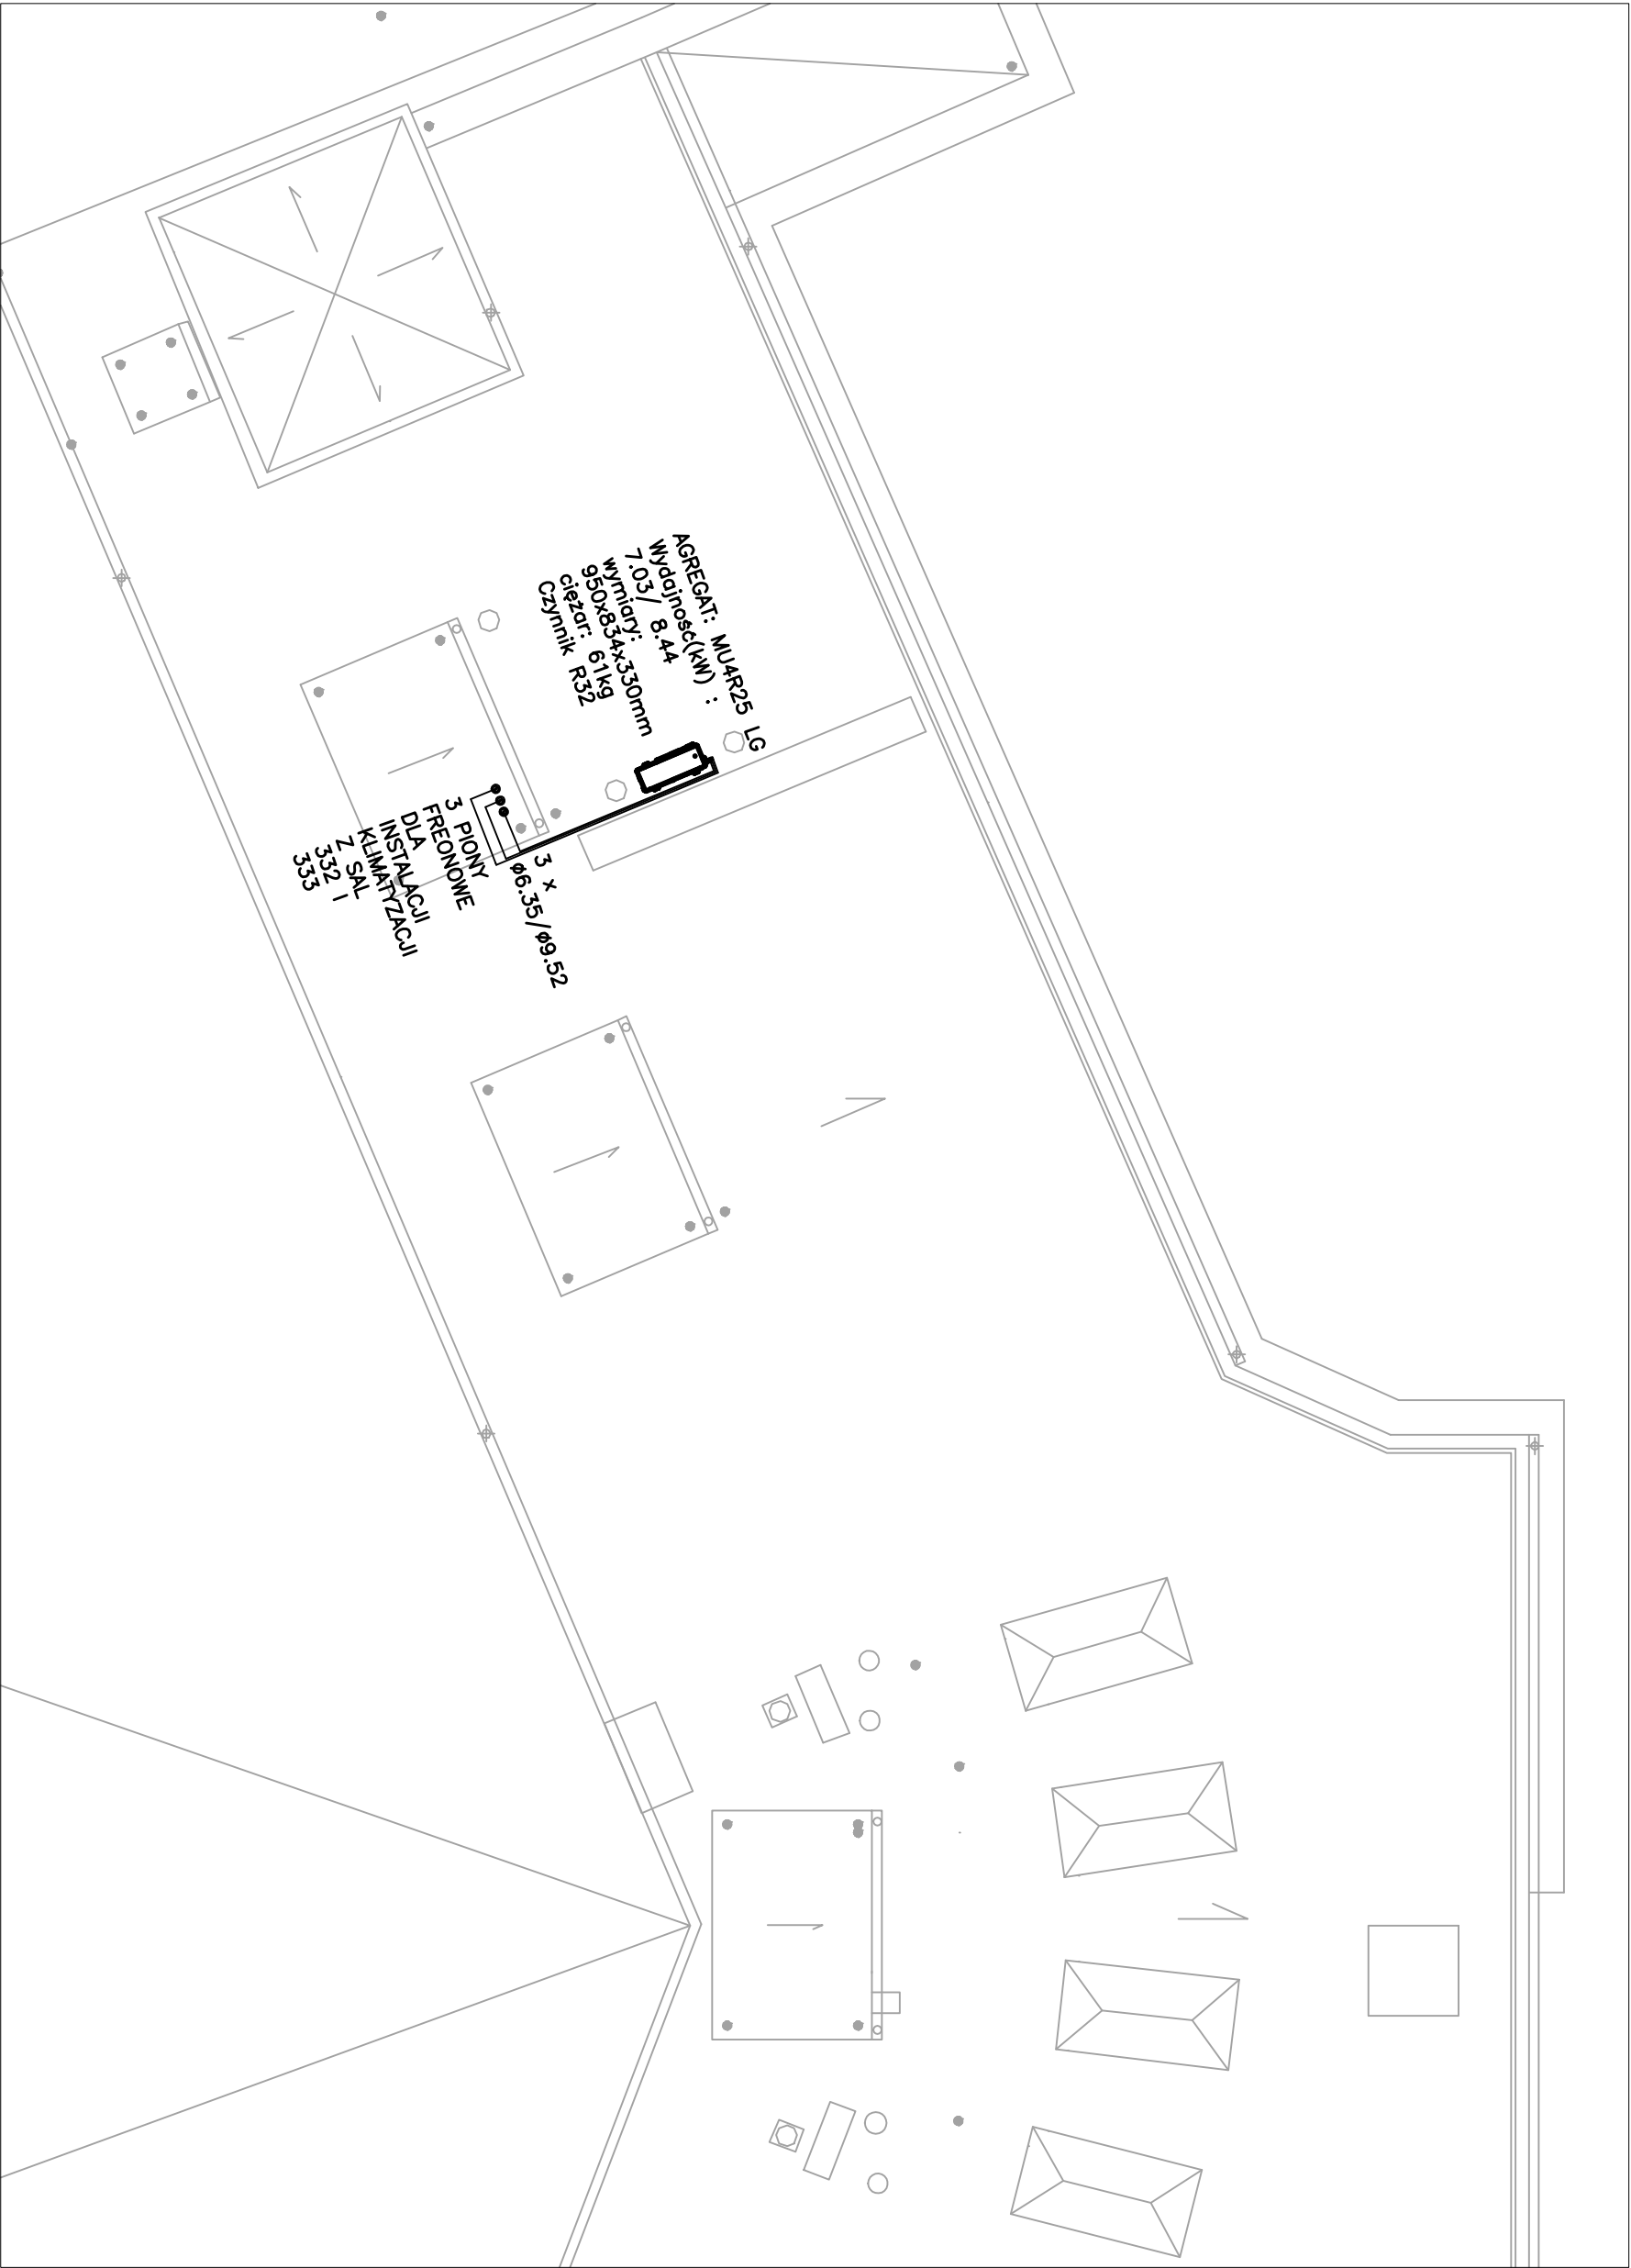 AGREGAT: MU4R25 LG
Wydajność(kW) :
7.03/ 8.44
wymiary:
950x834x330mm
ciężar: 61kg
Czynnik R32
3 x
ø6.35/ø9.52
3 PIONY
FREONOWE
DLA
INSTALACJI
KLIMATYZACJI
Z SAL
332 I
333